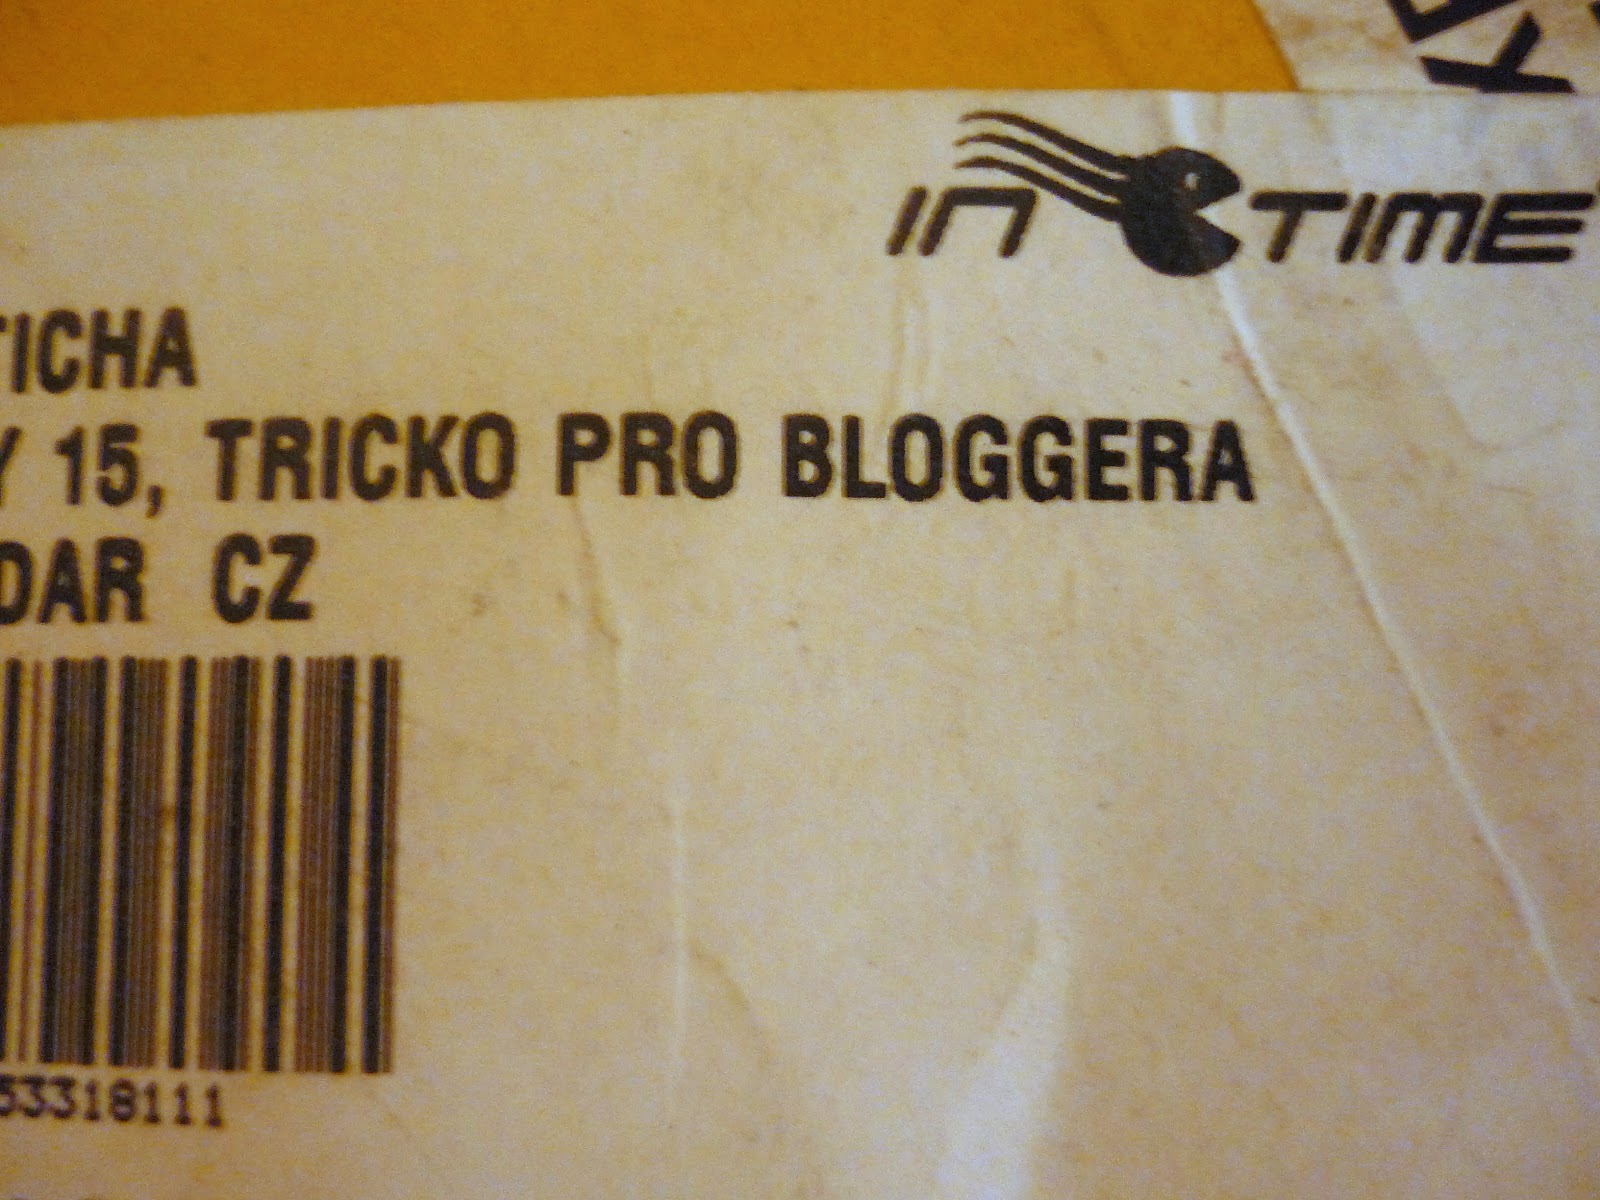 IN TIME
TICHA
Y 15, TRICKO PRO BLOGGERA
DAR CZ
53318111